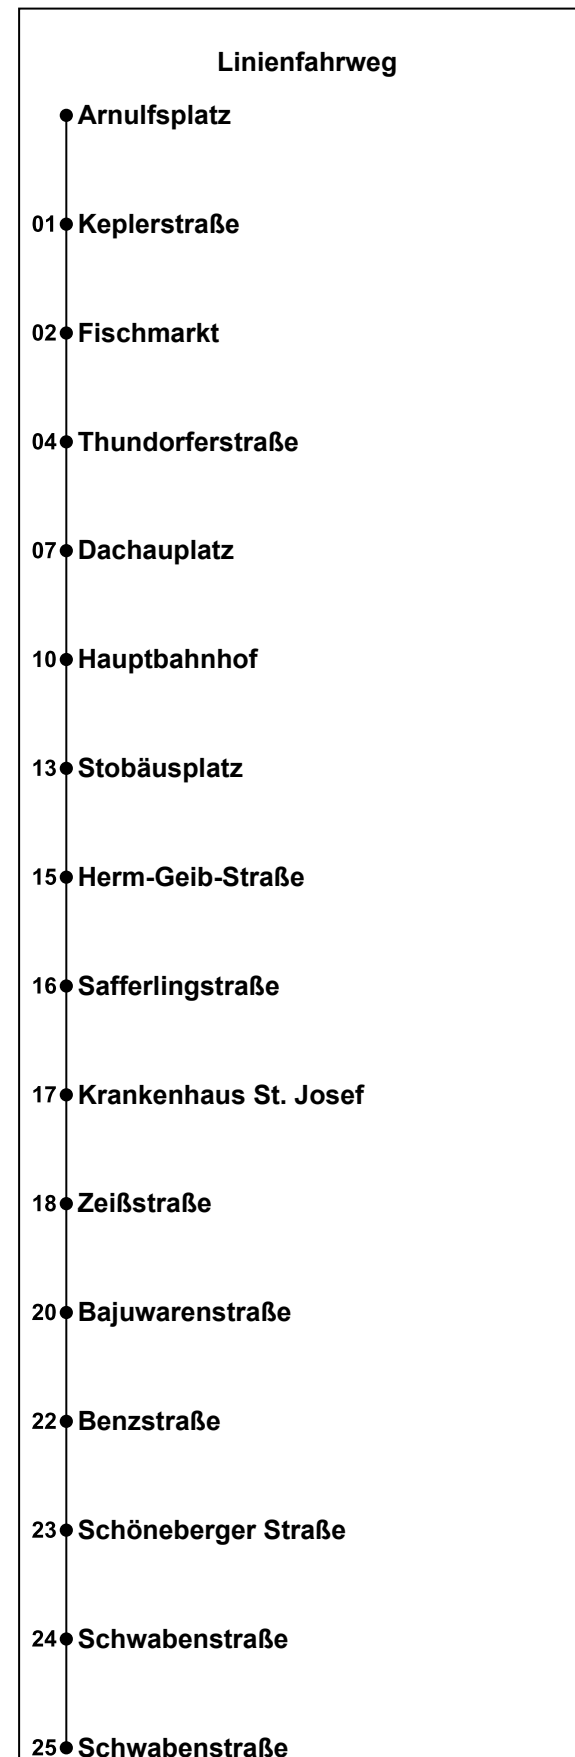 Linienfahrweg
Arnulfsplatz
01 Keplerstraße
02 Fischmarkt
04 Thundorferstraße
07 Dachauplatz
10 Hauptbahnhof
13 Stobäusplatz
15 Herm-Geib-Straße
16 Safferlingstraße
17 Krankenhaus St. Josef
18 Zeißstraße
20 Bajuwarenstraße
22 Benzstraße
23 Schöneberger Straße
24 Schwabenstraße
25 Schwabenstraße